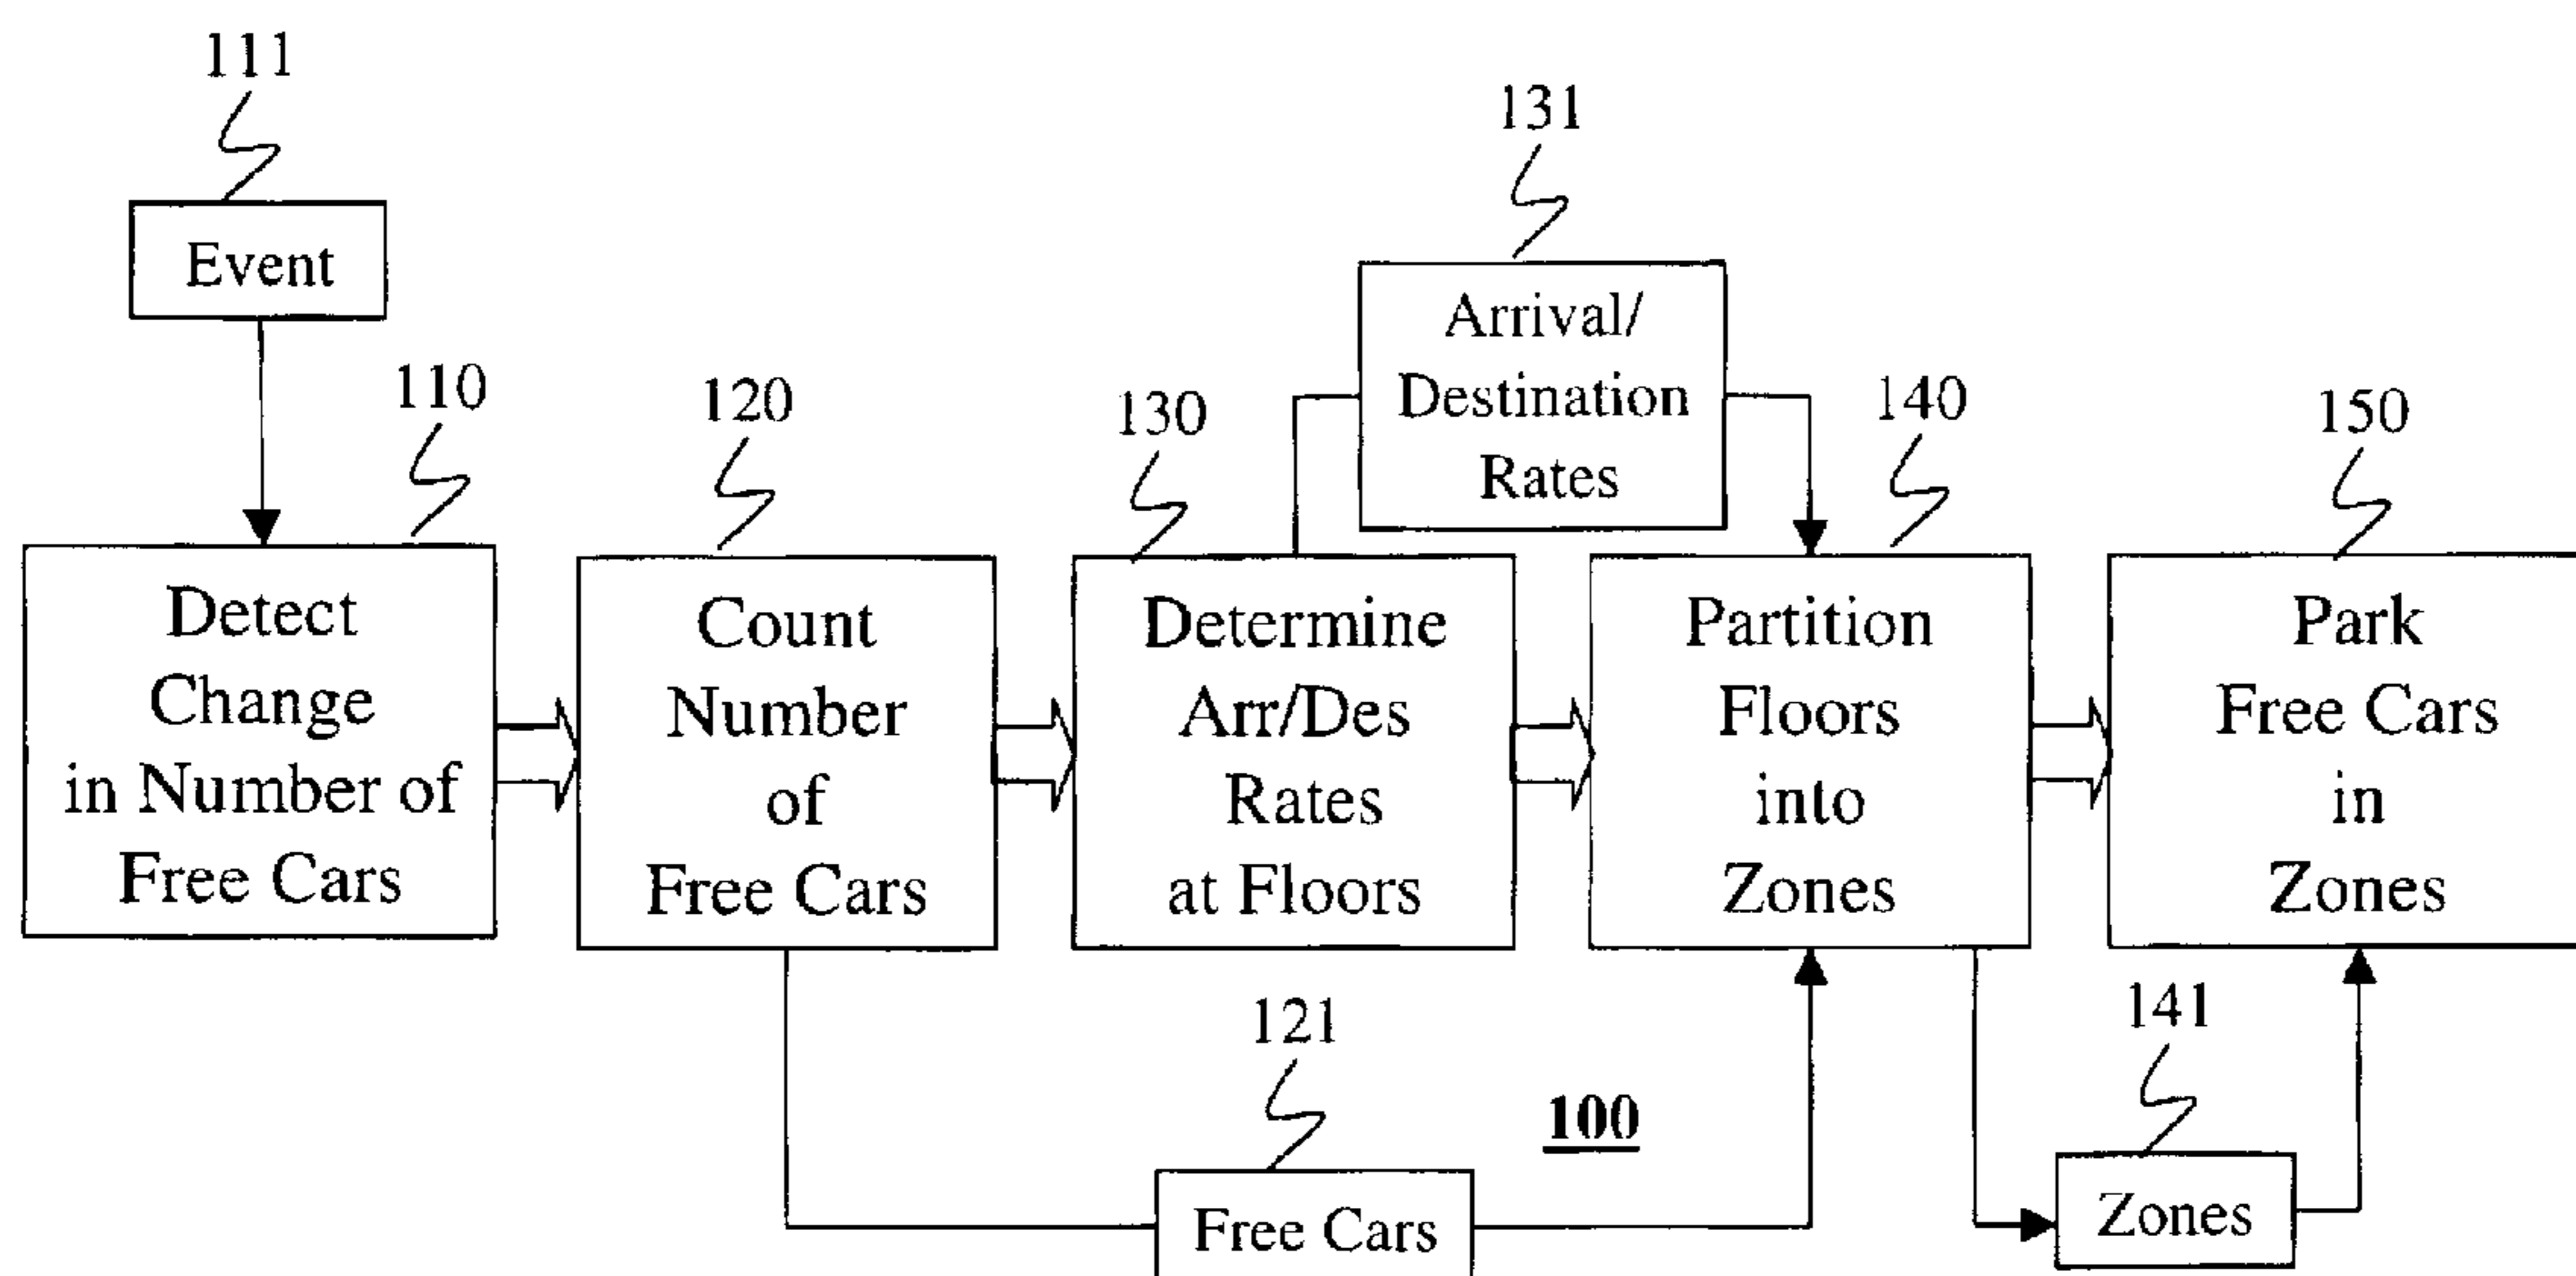 111
Event
131
Arrival/
Destination
Rates
110
Detect
Change
in Number of
Free Cars
120
Count
Number
of
Free Cars
130
Determine
Arr/Des
Rates
at Floors
140
Partition
Floors
into
Zones
150
Park
Free Cars
in
Zones
121
Free Cars
100
141
Zones